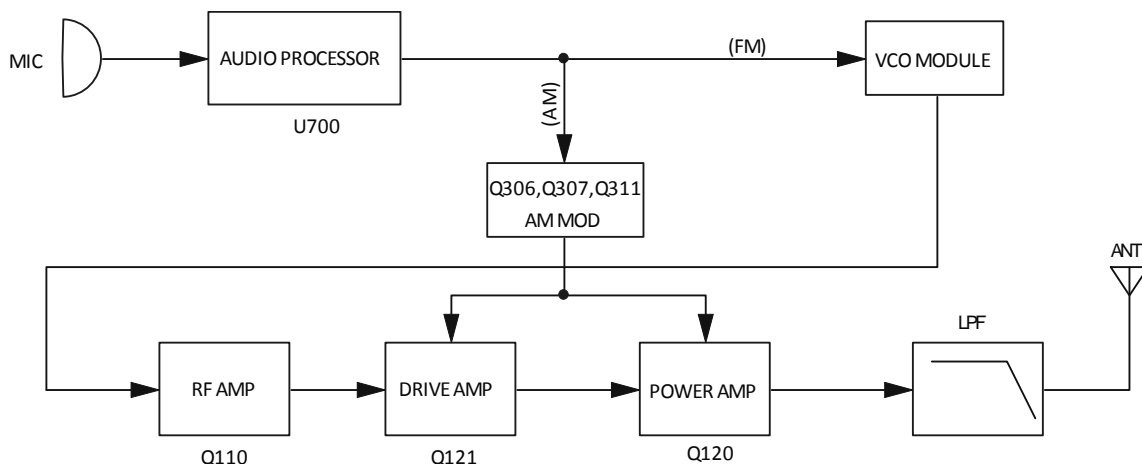 MIC
AUDIO PROCESSOR
U700
(FM)
VCO MODULE
(AM)
Q306,Q307,Q311
AM MOD
ANT
RF AMP
Q110
DRIVE AMP
Q121
POWER AMP
Q120
LPF